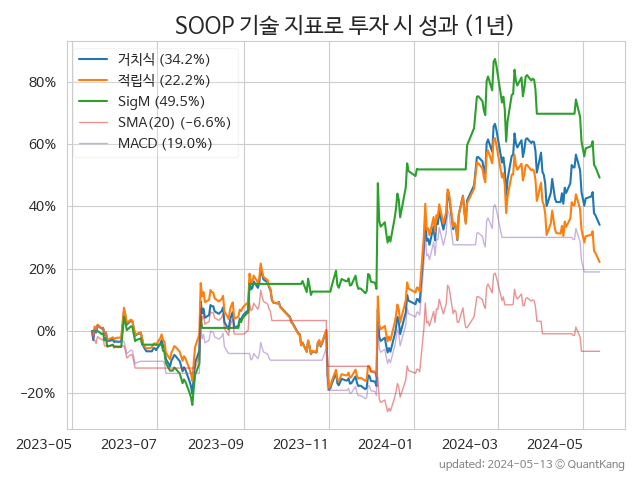 SOOP 기술 지표로 투자 시 성과 (1년)
거치식 (34.2%)
적립식 (22.2%)
SigM (49.5%)
SMA(20) (−6.6%)
MACD (19.0%)
80%
60%
40%
20%
0%
−20%
2023-05 2023-07 2023-09 2023-11 2024-01 2024-03 2024-05
updated: 2024-05-13 © QuantKang